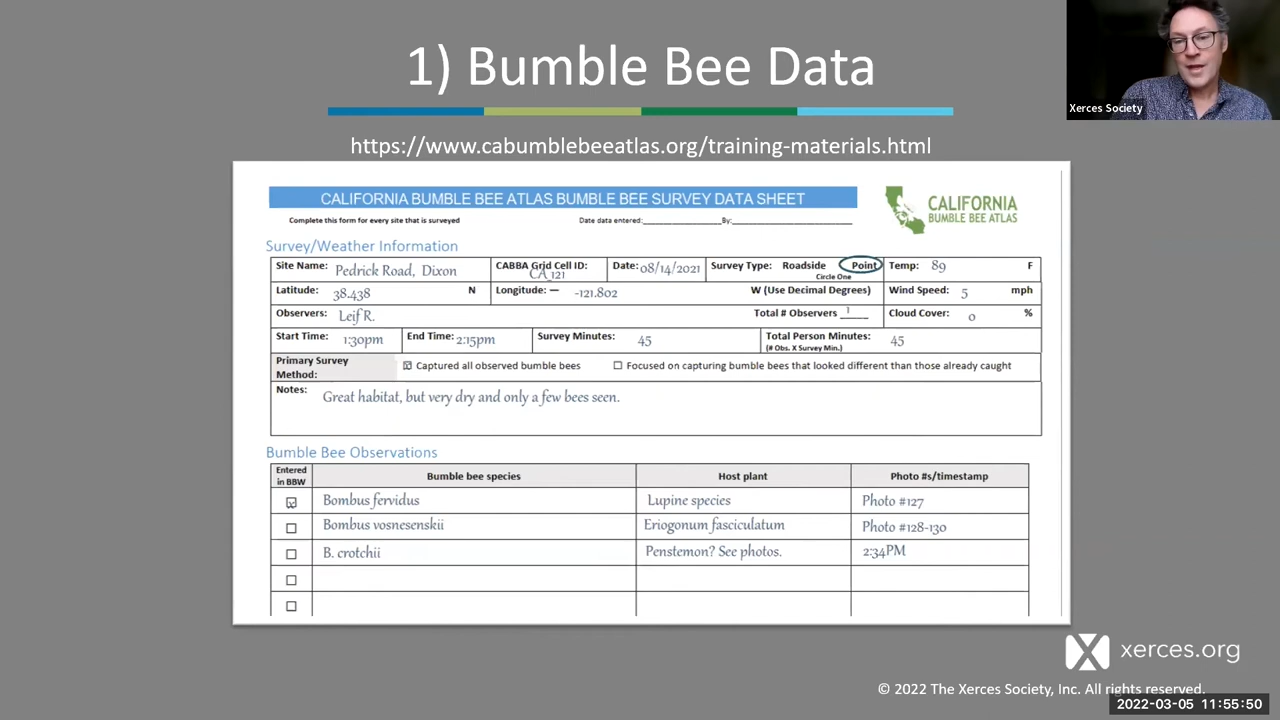 1) Bumble Bee Data
Xerces Society
https://www.cabumblebeeatlas.org/training-materials.html
CALIFORNIA BUMBLE BEE ATLAS BUMBLE BEE SURVEY DATA SHEET
CALIFORNIA
BUMBLE BEE ATLAS
Complete this form for every site that is surveyed Date data entered:____________________By:______________________________
Survey/Weather Information
Site Name: Pedrick Road, Dixon CABBA Grid Cell ID: CA_121 Date: 08/14/2021 Survey Type: Roadside Point Circle One Temp: 89 F
Latitude: 38.438 N Longitude: — -121.802 W (Use Decimal Degrees) Wind Speed: 5 mph
Observers: Leif R. Total # Observers 1 Cloud Cover: 0 %
Start Time: 1:30pm End Time: 2:15pm Survey Minutes: 45 Total Person Minutes: 45
(# Obs. X Survey Min.)
Primary Survey
Method: Captured all observed bumble bees Focused on capturing bumble bees that looked different than those already caught
Notes: Great habitat, but very dry and only a few bees seen.
Bumble Bee Observations
Entered
in BBW Bumble bee species Host plant Photo #s/timestamp
Bombus fervidus Lupine species Photo #127
Bombus vosnesenskii Eriogonum fasciculatum Photo #128-130
B. crotchii Penstemon? See photos. 2:34PM
xerces.org
© 2022 The Xerces Society, Inc. All rights reserved.
2022-03-05 11:55:50